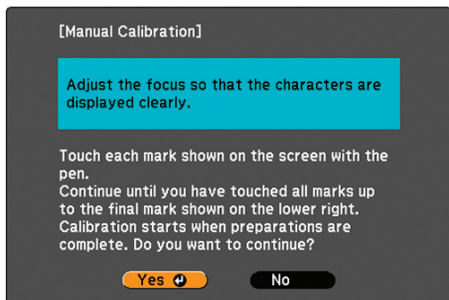 [Manual Calibration]
Adjust the focus so that the characters are
displayed clearly.
Touch each mark shown on the screen with the
pen.
Continue until you have touched all marks up
to the final mark shown on the lower right.
Calibration starts when preparations are
complete. Do you want to continue?
Yes No